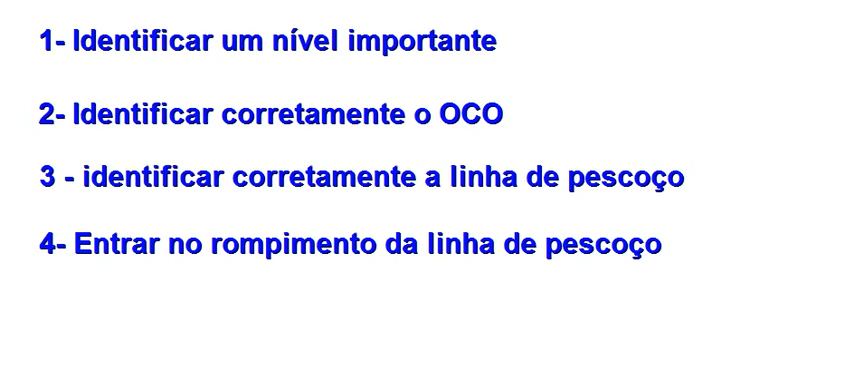 1- Identificar um nível importante
2- Identificar corretamente o OCO
3 - identificar corretamente a linha de pescoço
4- Entrar no rompimento da linha de pescoço